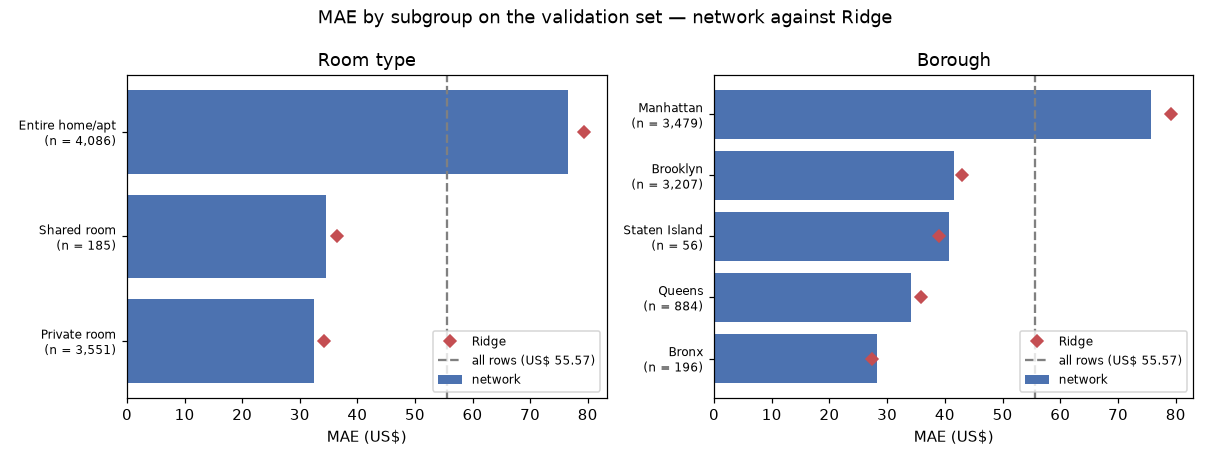 MAE by subgroup on the validation set — network against Ridge
Room type
Entire home/apt
(n = 4,086)
Shared room
(n = 185)
Private room
(n = 3,551)
Ridge
all rows (US$ 55.57)
network
0 10 20 30 40 50 60 70 80
MAE (US$)
Borough
Manhattan
(n = 3,479)
Brooklyn
(n = 3,207)
Staten Island
(n = 56)
Queens
(n = 884)
Bronx
(n = 196)
Ridge
all rows (US$ 55.57)
network
0 10 20 30 40 50 60 70 80
MAE (US$)